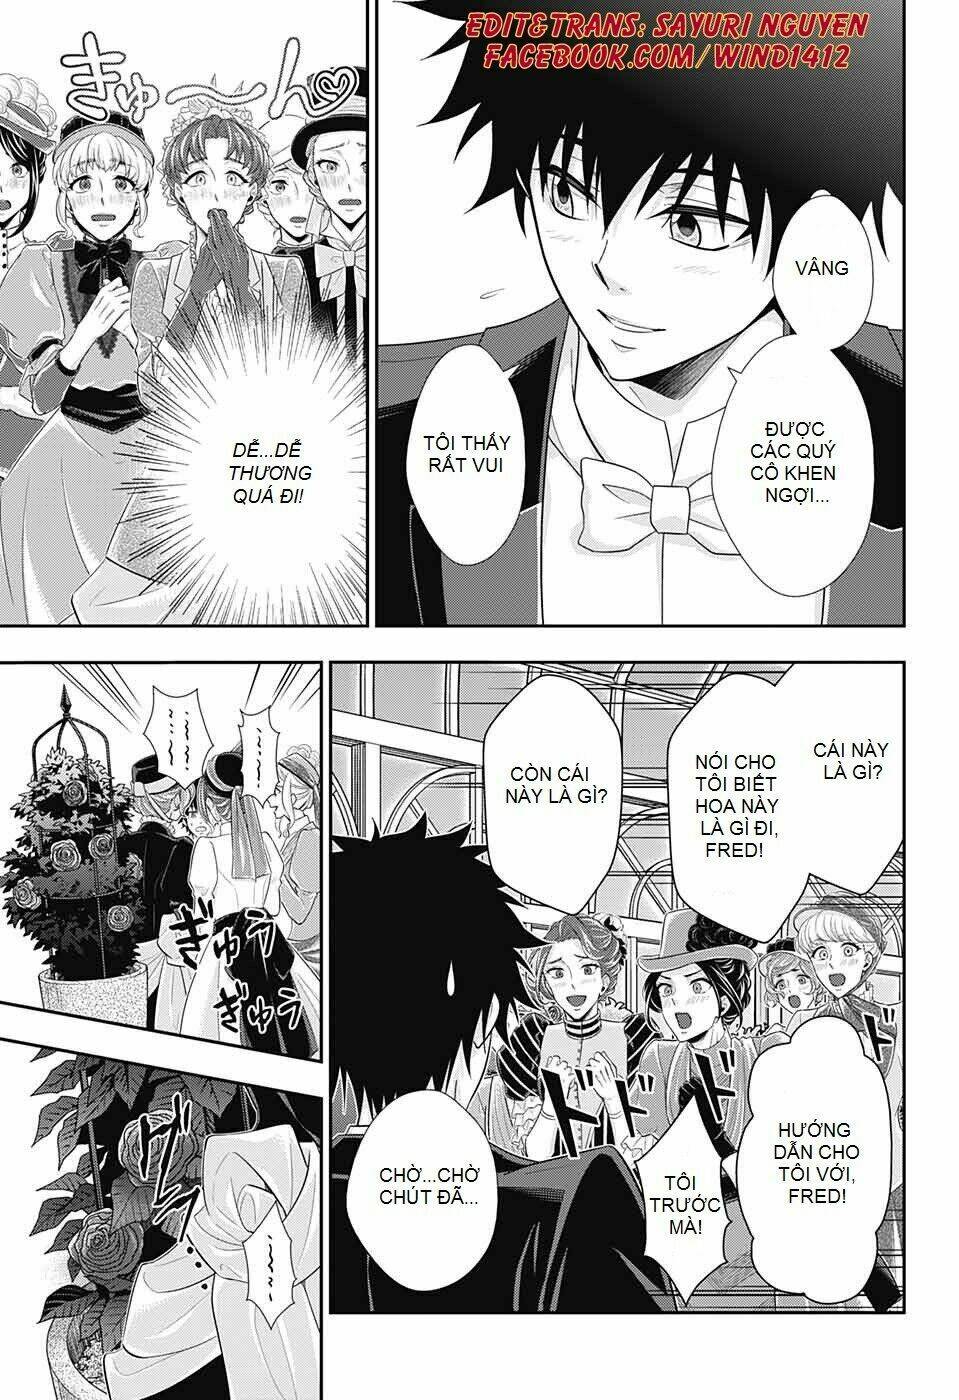 EDIT&TRANS: SAYURI NGUYEN
FACEBOOK.COM/WIND1412
VÂNG
ĐƯỢC
CÁC QUÝ
CÔ KHEN
NGỢI...
TÔI THẤY
RẤT VUI
きゅ〜ん♡
DỄ...DỄ
THƯƠNG
QUÁ ĐI!
CÁI NÀY
LÀ GÌ?
NÓI CHO
TÔI BIẾT
HOA NÀY
LÀ GÌ ĐI,
FRED!
CÒN CÁI
NÀY LÀ GÌ?
ドドド
HƯỚNG
DẪN CHO
TÔI VỚI,
FRED!
TÔI
TRƯỚC
MÀ!
CHỜ...CHỜ
CHÚT ĐÃ...
ぎゅう
ぎゅう